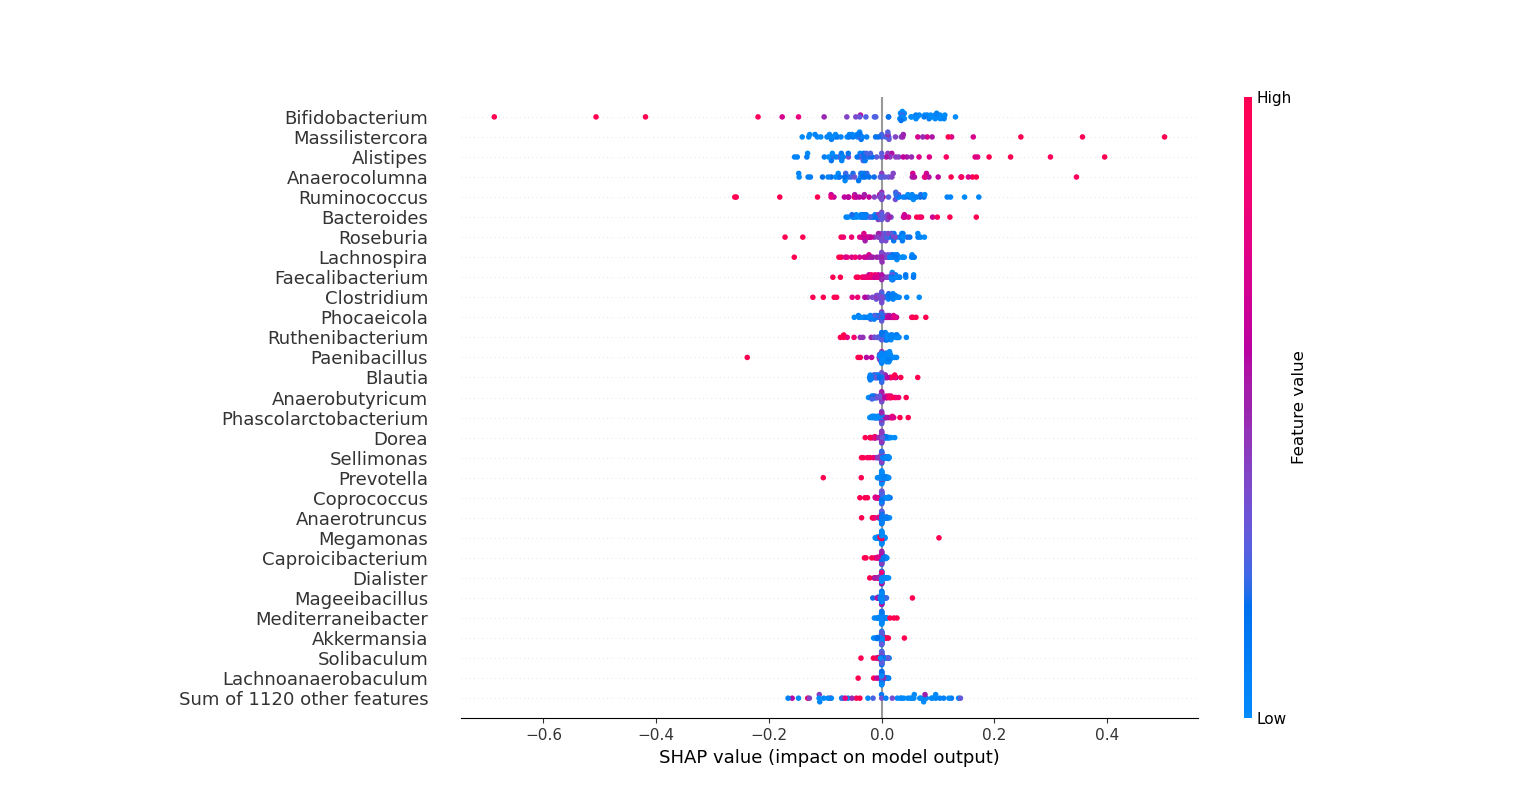 High
Bifidobacterium
Massilistercora
Alistipes
Anaerocolumna
Ruminococcus
Bacteroides
Roseburia
Lachnospira
Faecalibacterium
Clostridium
Phocaeicola
Ruthenibacterium
Paenibacillus
Blautia
Anaerobutyricum
Phascolarctobacterium
Dorea
Sellimonas
Prevotella
Coprococcus
Anaerotruncus
Megamonas
Caproicibacterium
Dialister
Mageeibacillus
Mediterraneibacter
Akkermansia
Solibaculum
Lachnoanaerobaculum
Sum of 1120 other features
Feature value
Low
−0.6 −0.4 −0.2 0.0 0.2 0.4
SHAP value (impact on model output)